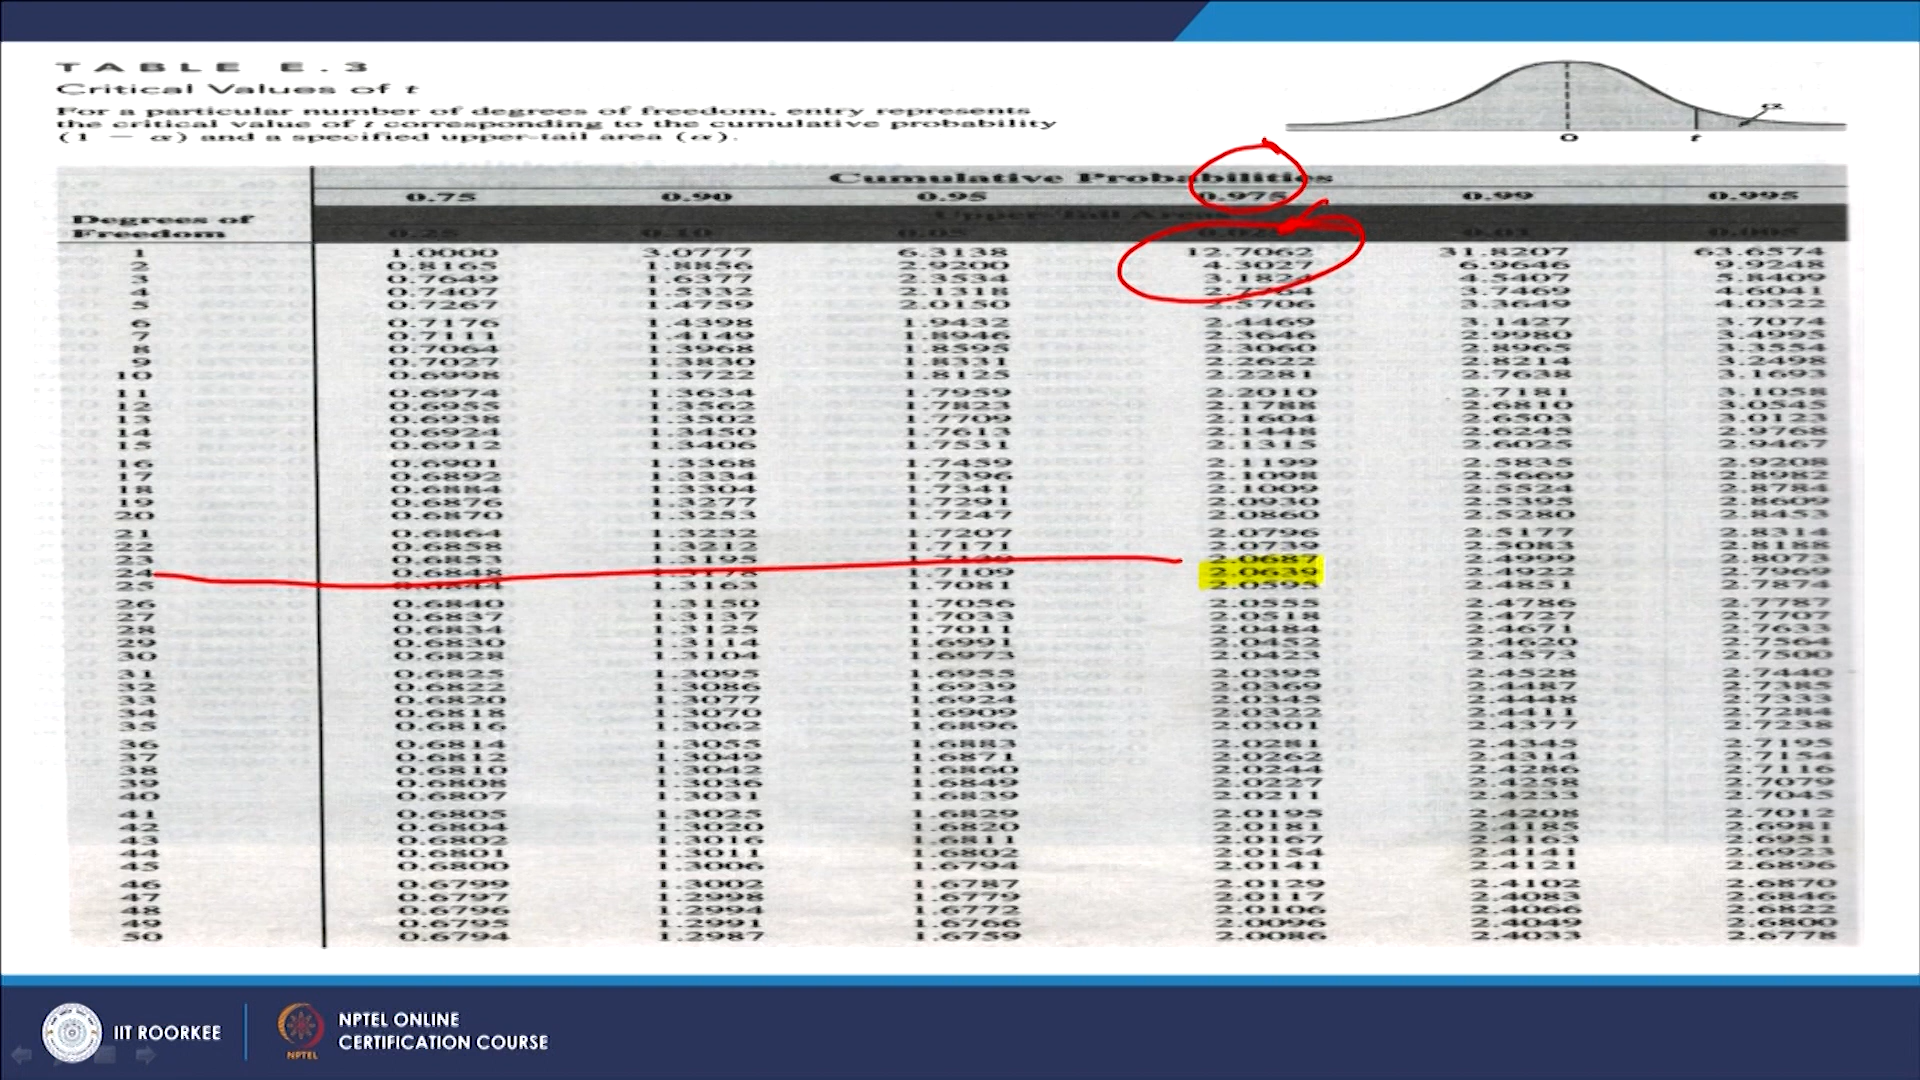 TABLE E.3
Critical Values of t
For a particular number of degrees of freedom, entry represents
the critical value of t corresponding to the cumulative probability
(1 − α) and a specified upper-tail area (α).
α
0 t
Cumulative Probabilities
0.75 0.90 0.95 0.975 0.99 0.995
Degrees of Upper-Tail Areas
Freedom 0.25 0.10 0.05 0.025 0.01 0.005
1 1.0000 3.0777 6.3138 12.7062 31.8207 63.6574
2 0.8165 1.8856 2.9200 4.3027 6.9646 9.9248
3 0.7649 1.6377 2.3534 3.1824 4.5407 5.8409
4 0.7407 1.5332 2.1318 3.7469 4.6041
5 0.7267 1.4759 2.0150 2.5706 3.3649 4.0322
6 0.7176 1.4398 1.9432 2.4469 3.1427 3.7074
7 0.7111 1.4149 1.8946 2.3646 2.9980 3.4995
8 0.7064 1.3968 1.8595 2.3060 2.8965 3.3554
9 0.7027 1.3830 1.8331 2.2622 2.8214 3.2498
10 0.6998 1.3722 1.8125 2.2281 2.7638 3.1693
11 0.6974 1.3634 1.7959 2.2010 2.7181 3.1058
12 0.6955 1.3562 1.7823 2.1788 2.6810 3.0545
13 0.6938 1.3502 1.7709 2.1604 2.6503 3.0123
14 0.6924 1.3450 1.7613 2.1448 2.6245 2.9768
15 0.6912 1.3406 1.7531 2.1315 2.6025 2.9467
16 0.6901 1.3368 1.7459 2.1199 2.5835 2.9208
17 0.6892 1.3334 1.7396 2.1098 2.5669 2.8982
18 0.6884 1.3304 1.7341 2.1009 2.5524 2.8784
19 0.6876 1.3277 1.7291 2.0930 2.5395 2.8609
20 0.6870 1.3253 1.7247 2.0860 2.5280 2.8453
21 0.6864 1.3232 1.7207 2.0796 2.5177 2.8314
22 0.6858 1.3212 1.7171 2.0739 2.5083 2.8188
23 0.6853 1.3195 2.0687 2.4999 2.8073
24 0.6848 1.3178 1.7109 2.0639 2.4922 2.7969
25 1.3163 1.7081 2.0595 2.4851 2.7874
26 0.6840 1.3150 1.7056 2.0555 2.4786 2.7787
27 0.6837 1.3137 1.7033 2.0518 2.4727 2.7707
28 0.6834 1.3125 1.7011 2.0484 2.4671 2.7633
29 0.6830 1.3114 1.6991 2.0452 2.4620 2.7564
30 0.6828 1.3104 1.6973 2.0423 2.4573 2.7500
31 0.6825 1.3095 1.6955 2.0395 2.4528 2.7440
32 0.6822 1.3086 1.6939 2.0369 2.4487 2.7385
33 0.6820 1.3077 1.6924 2.0345 2.4448 2.7333
34 0.6818 1.3070 1.6909 2.0322 2.4411 2.7284
35 0.6816 1.3062 1.6896 2.0301 2.4377 2.7238
36 0.6814 1.3055 1.6883 2.0281 2.4345 2.7195
37 0.6812 1.3049 1.6871 2.0262 2.4314 2.7154
38 0.6810 1.3042 1.6860 2.0244 2.4286 2.7116
39 0.6808 1.3036 1.6849 2.0227 2.4258 2.7079
40 0.6807 1.3031 1.6839 2.0211 2.4233 2.7045
41 0.6805 1.3025 1.6829 2.0195 2.4208 2.7012
42 0.6804 1.3020 1.6820 2.0181 2.4185 2.6981
43 0.6802 1.3016 1.6811 2.0167 2.4163 2.6951
44 0.6801 1.3011 1.6802 2.0154 2.4141 2.6923
45 0.6800 1.3006 1.6794 2.0141 2.4121 2.6896
46 0.6799 1.3002 1.6787 2.0129 2.4102 2.6870
47 0.6797 1.2998 1.6779 2.0117 2.4083 2.6846
48 0.6796 1.2994 1.6772 2.0106 2.4066 2.6822
49 0.6795 1.2991 1.6766 2.0096 2.4049 2.6800
50 0.6794 1.2987 1.6759 2.0086 2.4033 2.6778
IIT ROORKEE
NPTEL
NPTEL ONLINE
CERTIFICATION COURSE